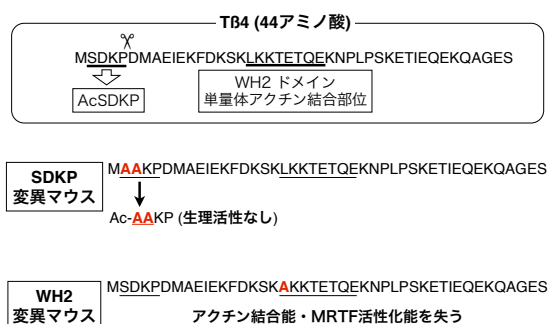 Tß4 (44アミノ酸)
MSDKPDMAEIEKFDKSKLKKTETQEKNPLPSKETIEQEKQAGES
AcSDKP
WH2 ドメイン
単量体アクチン結合部位
SDKP
変異マウス
MAAKPDMAEIEKFDKSKLKKTETQEKNPLPSKETIEQEKQAGES
Ac-AAKP (生理活性なし)
WH2
変異マウス
MSDKPDMAEIEKFDKSKAKKTETQEKNPLPSKETIEQEKQAGES
アクチン結合能・MRTF活性化能を失う